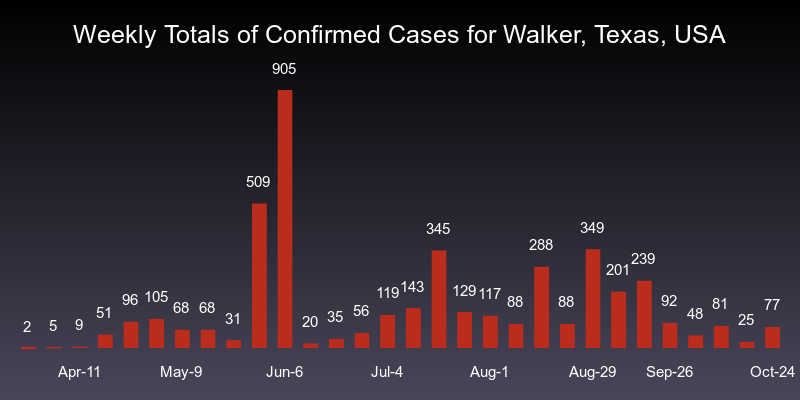 Weekly Totals of Confirmed Cases for Walker, Texas, USA
2 5 9 51 96 105 68 68 31 509 905 20 35 56 119 143 345 129 117 88 288 88 349 201 239 92 48 81 25 77
Apr-11 May-9 Jun-6 Jul-4 Aug-1 Aug-29 Sep-26 Oct-24